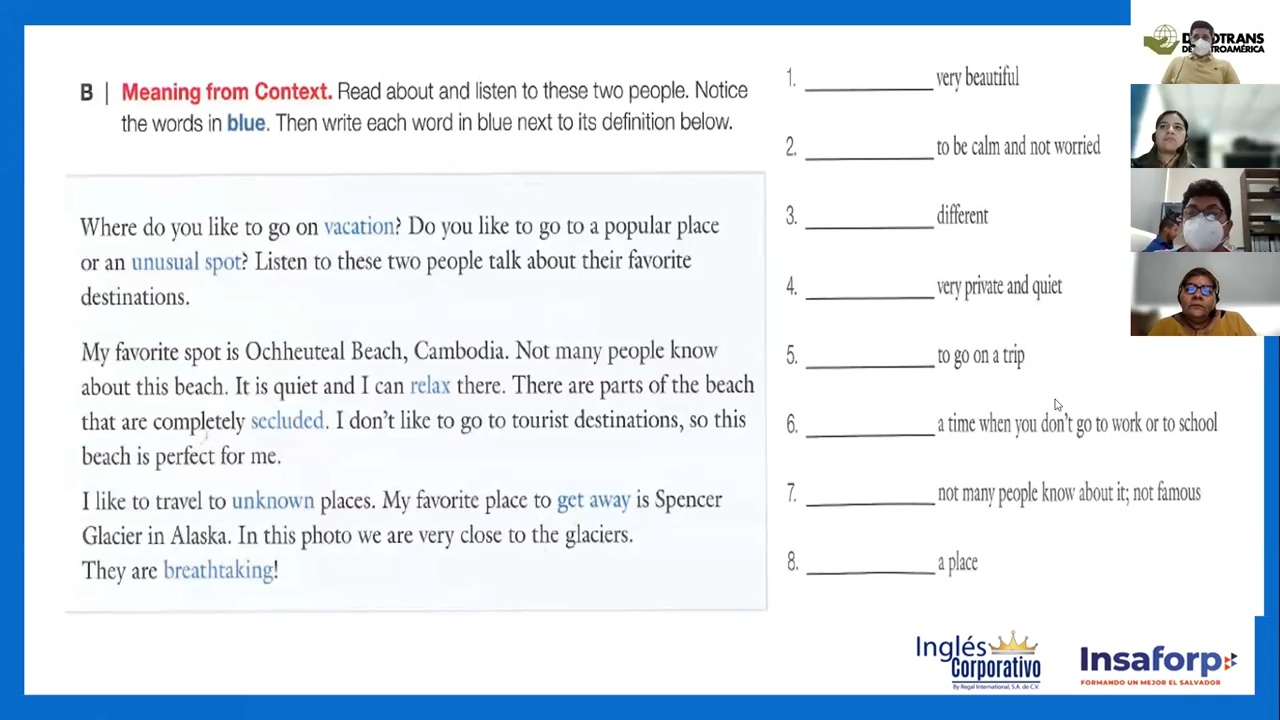 B | Meaning from Context. Read about and listen to these two people. Notice
the words in blue. Then write each word in blue next to its definition below.
Where do you like to go on vacation? Do you like to go to a popular place
or an unusual spot? Listen to these two people talk about their favorite
destinations.
My favorite spot is Ochheuteal Beach, Cambodia. Not many people know
about this beach. It is quiet and I can relax there. There are parts of the beach
that are completely secluded. I don't like to go to tourist destinations, so this
beach is perfect for me.
I like to travel to unknown places. My favorite place to get away is Spencer
Glacier in Alaska. In this photo we are very close to the glaciers.
They are breathtaking!
1. ____________ very beautiful
2. ____________ to be calm and not worried
3. ____________ different
4. ____________ very private and quiet
5. ____________ to go on a trip
6. ____________ a time when you don't go to work or to school
7. ____________ not many people know about it; not famous
8. ____________ a place
Inglés
Corporativo
By Regal International, S.A. de C.V.
Insaforp
FORMANDO UN MEJOR EL SALVADOR